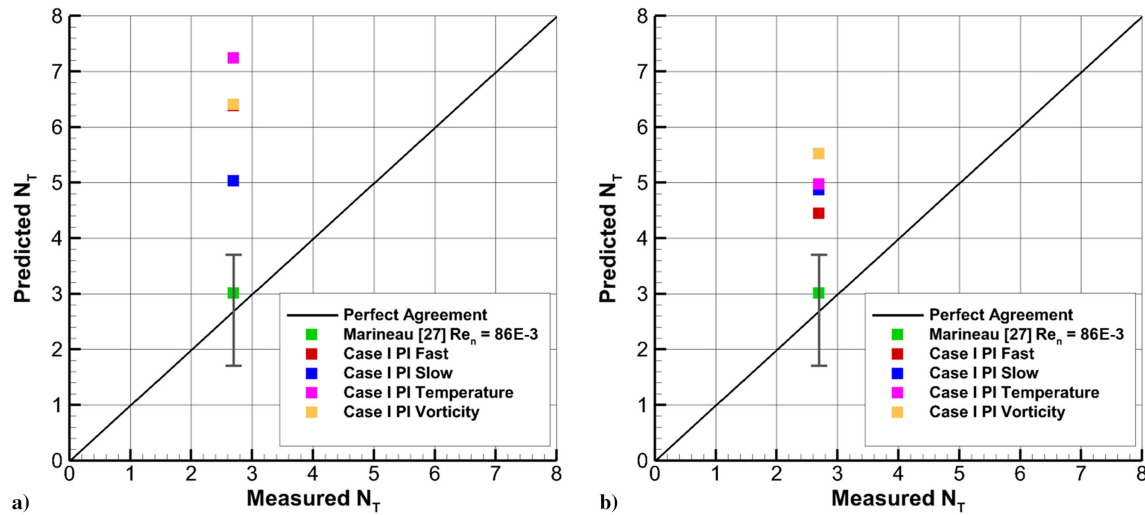 8
7
6
5
4
3
2
1
0
Predicted N_T
0 1 2 3 4 5 6 7 8
Measured N_T
Perfect Agreement
Marineau [27] Re_n = 86E-3
Case I PI Fast
Case I PI Slow
Case I PI Temperature
Case I PI Vorticity
a)
8
7
6
5
4
3
2
1
0
Predicted N_T
0 1 2 3 4 5 6 7 8
Measured N_T
Perfect Agreement
Marineau [27] Re_n = 86E-3
Case I PI Fast
Case I PI Slow
Case I PI Temperature
Case I PI Vorticity
b)